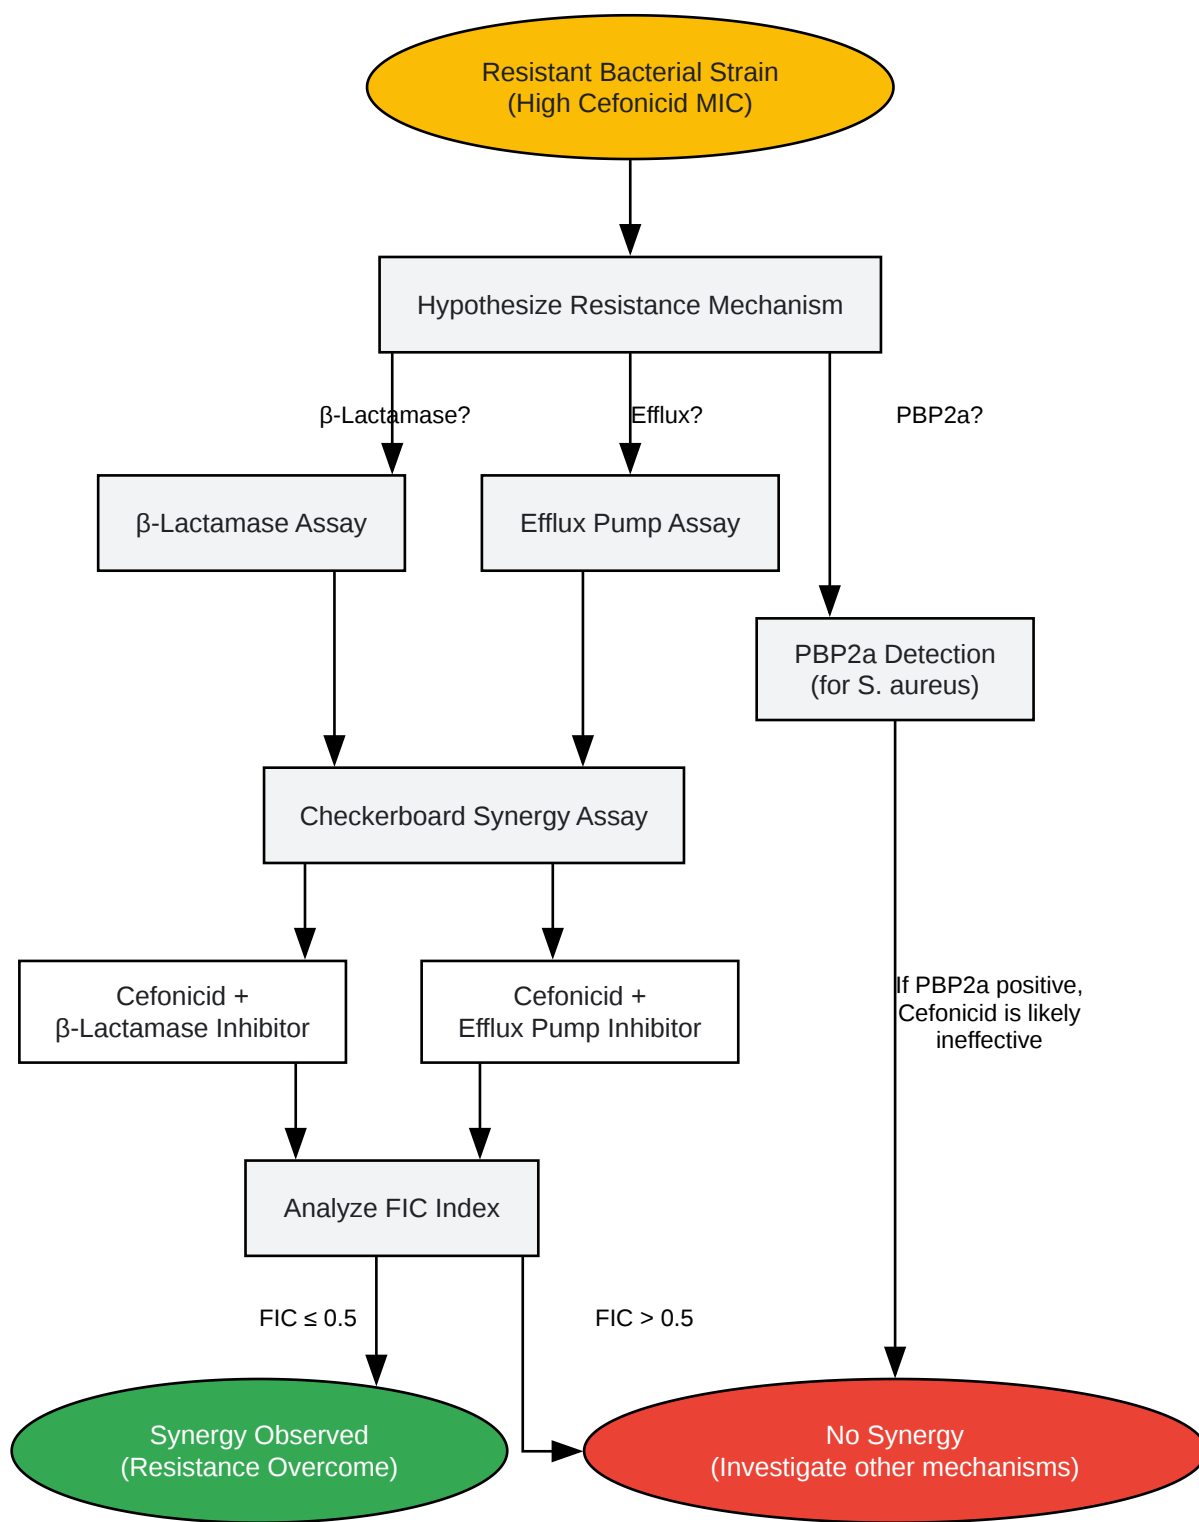 Resistant Bacterial Strain
(High Cefonicid MIC)
Hypothesize Resistance Mechanism
β-Lactamase?
Efflux?
PBP2a?
β-Lactamase Assay
Efflux Pump Assay
PBP2a Detection
(for S. aureus)
Checkerboard Synergy Assay
Cefonicid +
β-Lactamase Inhibitor
Cefonicid +
Efflux Pump Inhibitor
If PBP2a positive,
Cefonicid is likely
ineffective
Analyze FIC Index
FIC ≤ 0.5
FIC > 0.5
Synergy Observed
(Resistance Overcome)
No Synergy
(Investigate other mechanisms)